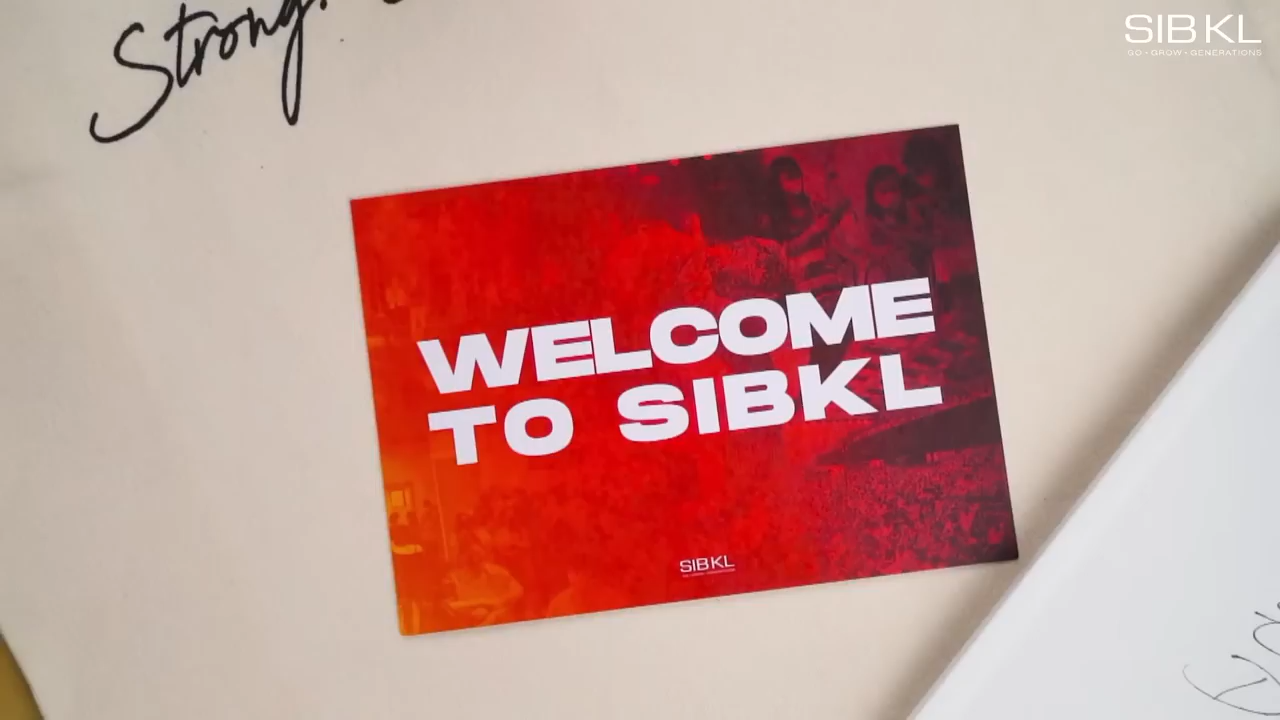 Strong.
SIBKL
GO • GROW • GENERATIONS
WELCOME
TO SIBKL
SIBKL